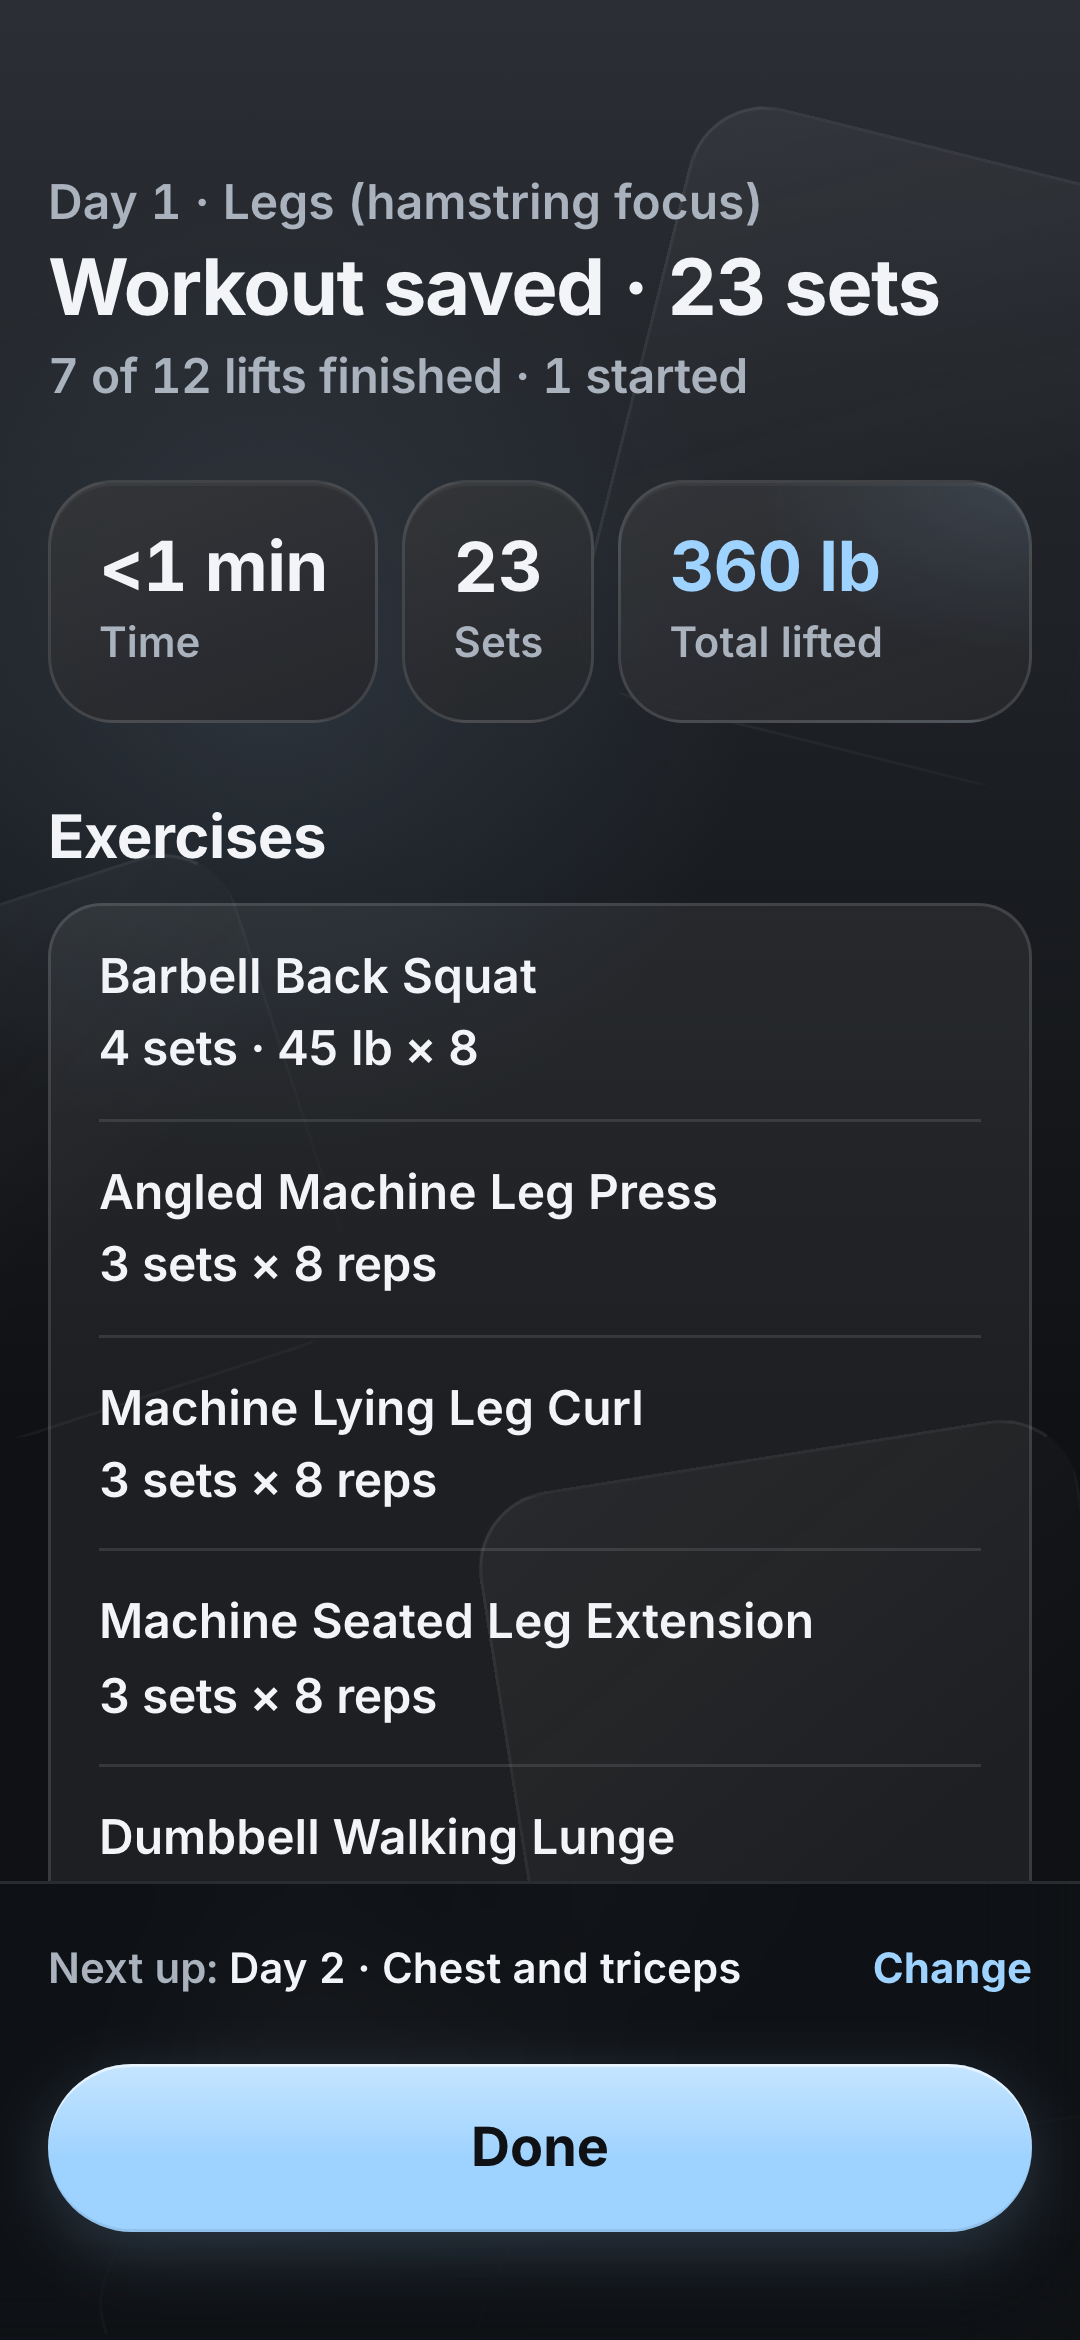 Day 1 · Legs (hamstring focus)
Workout saved · 23 sets
7 of 12 lifts finished · 1 started
<1 min
Time
23
Sets
360 lb
Total lifted
Exercises
Barbell Back Squat
4 sets · 45 lb × 8
Angled Machine Leg Press
3 sets × 8 reps
Machine Lying Leg Curl
3 sets × 8 reps
Machine Seated Leg Extension
3 sets × 8 reps
Dumbbell Walking Lunge
Next up: Day 2 · Chest and triceps
Change
Done